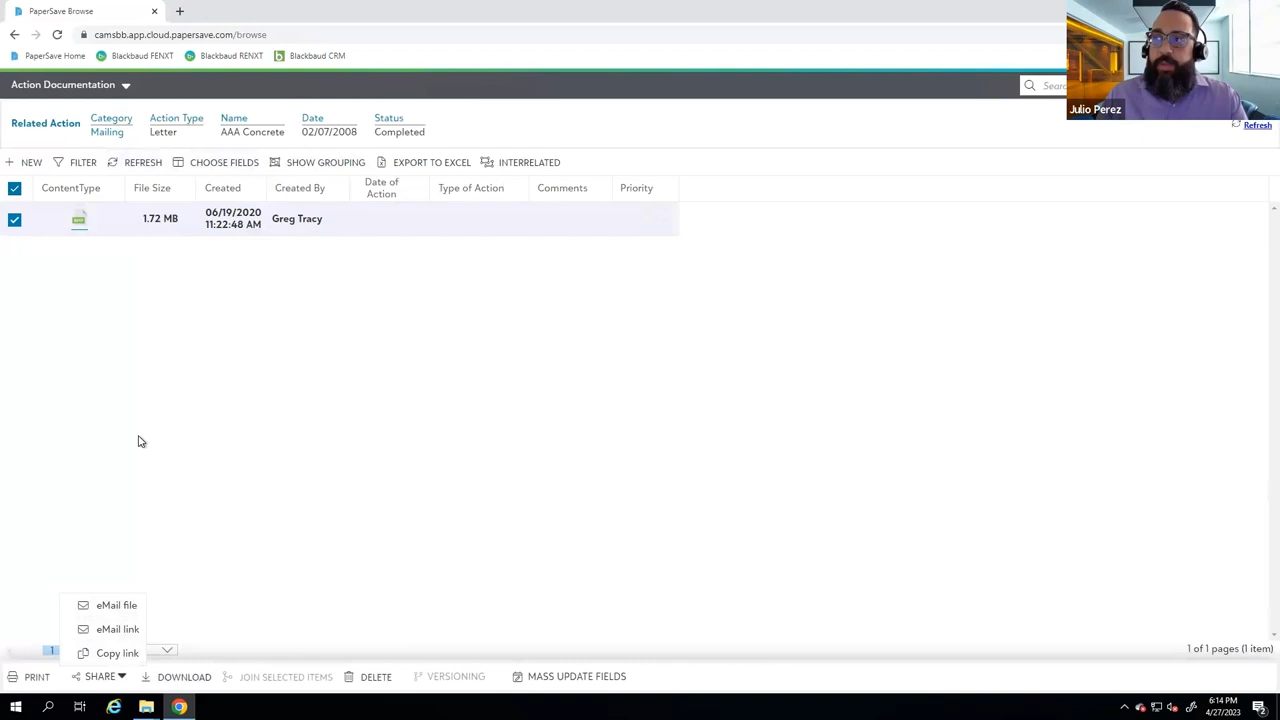 PaperSave Browse
camsbb.app.cloud.papersave.com/browse
PaperSave Home Blackbaud FENXT Blackbaud RENXT Blackbaud CRM
Action Documentation
Related Action
Category Action Type Name Date Status
Mailing Letter AAA Concrete 02/07/2008 Completed
Julio Perez
Refresh
NEW FILTER REFRESH CHOOSE FIELDS SHOW GROUPING EXPORT TO EXCEL INTERRELATED
ContentType File Size Created Created By Date of Action Type of Action Comments Priority
1.72 MB 06/19/2020 11:22:48 AM Greg Tracy
eMail file
eMail link
Copy link
1
1 of 1 pages (1 item)
PRINT SHARE DOWNLOAD JOIN SELECTED ITEMS DELETE VERSIONING MASS UPDATE FIELDS
6:14 PM
4/27/2023
2